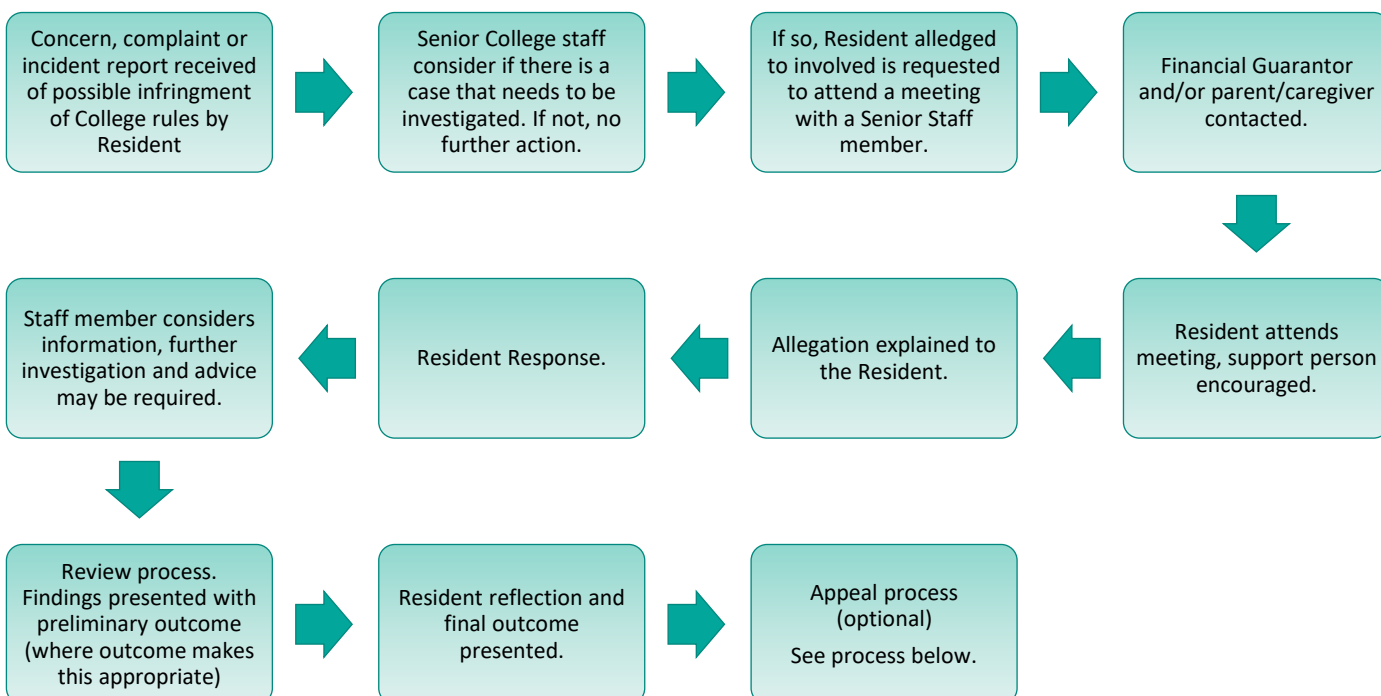 Concern, complaint or
incident report received
of possible infringment
of College rules by
Resident
Senior College staff
consider if there is a
case that needs to be
investigated. If not, no
further action.
If so, Resident alledged
to involved is requested
to attend a meeting
with a Senior Staff
member.
Financial Guarantor
and/or parent/caregiver
contacted.
Resident attends
meeting, support person
encouraged.
Allegation explained to
the Resident.
Resident Response.
Staff member considers
information, further
investigation and advice
may be required.
Review process.
Findings presented with
preliminary outcome
(where outcome makes
this appropriate)
Resident reflection and
final outcome
presented.
Appeal process
(optional)
See process below.